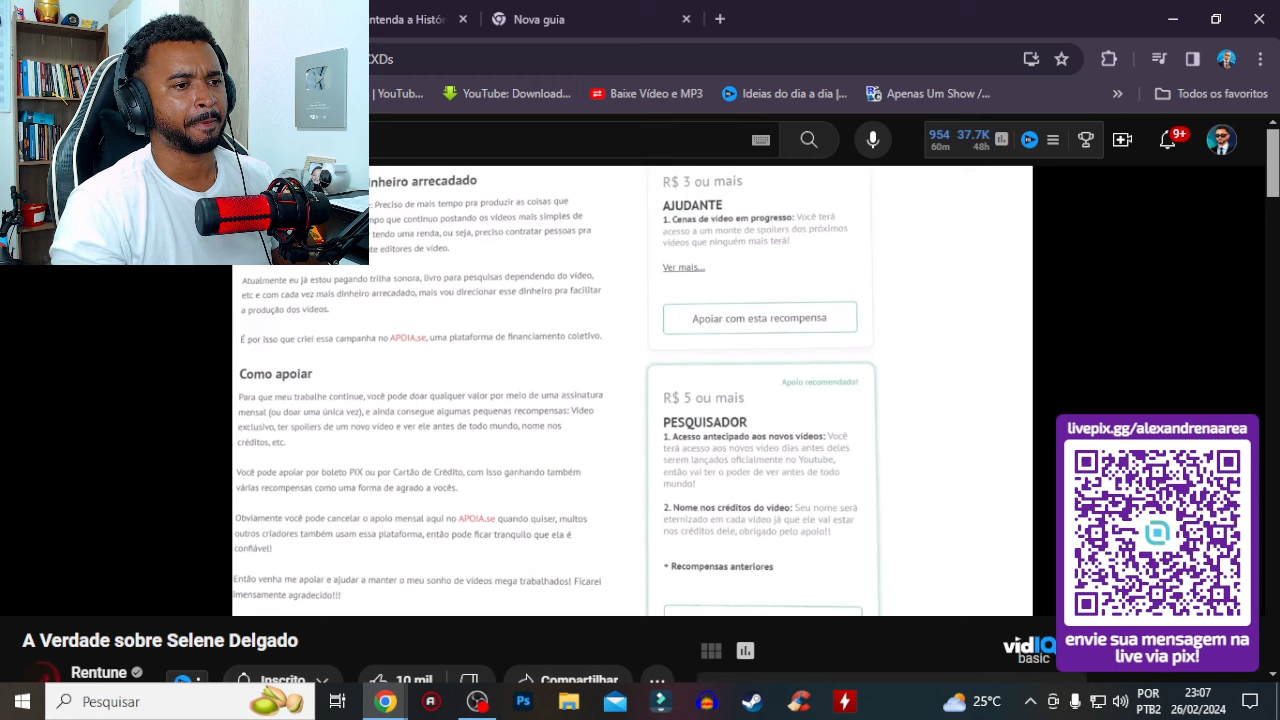 ntenda a Histór
Nova guia
CXDs
YouTub...
YouTube: Download...
Baixe Vídeo e MP3
Ideias do dia a dia |...
Apenas Um Show /...
»
Todos os favoritos
954 37.7K
60m 48h
9+
inheiro arrecadado
: Preciso de mais tempo pra produzir as coisas que
mpo que continuo postando os vídeos mais simples de
tendo uma renda, ou seja, preciso contratar pessoas pra
te editores de vídeo.
Atualmente eu já estou pagando trilha sonora, livro para pesquisas dependendo do vídeo,
etc e com cada vez mais dinheiro arrecadado, mais vou direcionar esse dinheiro pra facilitar
a produção dos vídeos.
É por isso que criei essa campanha no APOIA.se, uma plataforma de financiamento coletivo.
Como apoiar
Para que meu trabalhe continue, você pode doar qualquer valor por meio de uma assinatura
mensal (ou doar uma única vez), e ainda consegue algumas pequenas recompensas: Vídeo
exclusivo, ter spoilers de um novo vídeo e ver ele antes de todo mundo, nome nos
créditos, etc.
Você pode apoiar por boleto PIX ou por Cartão de Crédito, com isso ganhando também
várias recompensas como uma forma de agrado a vocês.
Obviamente você pode cancelar o apoio mensal aqui no APOIA.se quando quiser, muitos
outros criadores também usam essa plataforma, então pode ficar tranquilo que ela é
confiável!
Então venha me apoiar e ajudar a manter o meu sonho de vídeos mega trabalhados! Ficarei
imensamente agradecido!!!
R$ 3 ou mais
AJUDANTE
1. Cenas de vídeo em progresso: Você terá
acesso a um monte de spoilers dos próximos
vídeos que ninguém mais terá!
Ver mais...
Apoiar com esta recompensa
Apoio recomendado!
R$ 5 ou mais
PESQUISADOR
1. Acesso antecipado aos novos vídeos: Você
terá acesso aos novos vídeo dias antes deles
serem lançados oficialmente no Youtube,
então vai ter o poder de ver antes de todo
mundo!
2. Nome nos créditos do vídeo: Seu nome será
eternizado em cada vídeo já que ele vai estar
nos créditos dele, obrigado pelo apoio!!
+ Recompensas anteriores
livepix.gg/alexandrenaarea
envie sua mensagem na
live via pix!
A Verdade sobre Selene Delgado
vidIQ
basic
Rentune
Inscrito
10 mil
Compartilhar
Pesquisar
Ps
POR
PTB2
23:07
26/02/2024